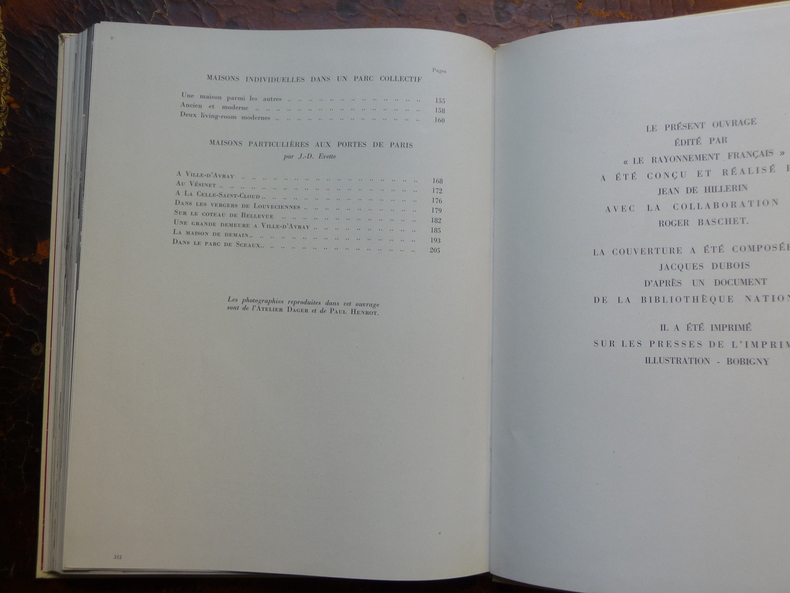 Pages
MAISONS INDIVIDUELLES DANS UN PARC COLLECTIF
Une maison parmi les autres .. .. .. .. .. .. .. .. .. .. .. .. 155
Ancien et moderne .. .. .. .. .. .. .. .. .. .. .. .. .. .. 158
Deux living-room modernes .. .. .. .. .. .. .. .. .. .. .. .. 160
MAISONS PARTICULIÈRES AUX PORTES DE PARIS
par J.-D. Evitte
A Ville-d'Avray .. .. .. .. .. .. .. .. .. .. .. .. .. .. 168
Au Vésinet .. .. .. .. .. .. .. .. .. .. .. .. .. .. .. 172
A La Celle-Saint-Cloud .. .. .. .. .. .. .. .. .. .. .. .. 176
Dans les vergers de Louveciennes .. .. .. .. .. .. .. .. .. 179
Sur le coteau de Bellevue .. .. .. .. .. .. .. .. .. .. .. 182
Une grande demeure a Ville-d'Avray .. .. .. .. .. .. .. .. 185
La maison de demain .. .. .. .. .. .. .. .. .. .. .. .. 193
Dans le parc de Sceaux .. .. .. .. .. .. .. .. .. .. .. .. 205
Les photographies reproduites dans cet ouvrage
sont de l'Atelier Dager et de Paul Henrot.
LE PRÉSENT OUVRAGE
ÉDITÉ PAR
« LE RAYONNEMENT FRANÇAIS »
A ÉTÉ CONÇU ET RÉALISÉ
JEAN DE HILLERIN
AVEC LA COLLABORATION
ROGER BASCHET.
LA COUVERTURE A ÉTÉ COMPOSÉE
JACQUES DUBOIS
D'APRÈS UN DOCUMENT
DE LA BIBLIOTHÈQUE NATION
IL A ÉTÉ IMPRIMÉ
SUR LES PRESSES DE L'IMPRIM
ILLUSTRATION - BOBIGNY